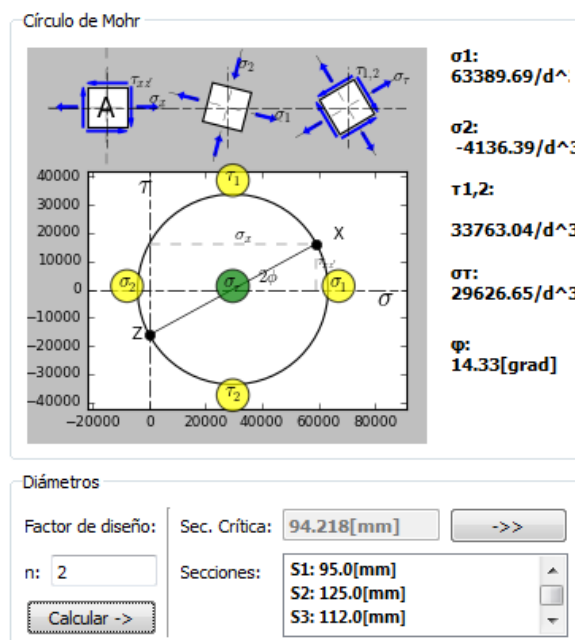 Círculo de Mohr
τxz
σx
A
σ2
σ1
τ1,2
στ
σ1:
63389.69/d^
σ2:
-4136.39/d^3
τ1,2:
33763.04/d^3
στ:
29626.65/d^3
φ:
14.33[grad]
40000
30000
20000
10000
0
−10000
−20000
−30000
−40000
τ
τ1
σx
X
σ2
2ϕ
σ1
σ
Z
τ2
−20000 0 20000 40000 60000 80000
Diámetros
Factor de diseño:
n: 2
Calcular ->
Sec. Crítica: 94.218[mm] ->>
Secciones:
S1: 95.0[mm]
S2: 125.0[mm]
S3: 112.0[mm]